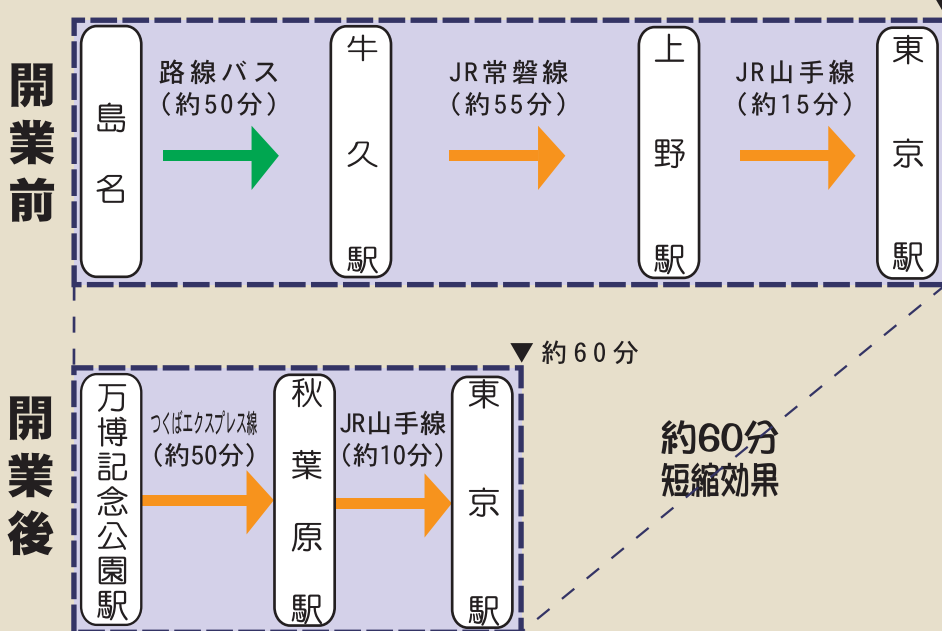 開業前
島名
路線バス
(約50分)
牛久駅
JR常磐線
(約55分)
上野駅
JR山手線
(約15分)
東京駅
開業後
▼約60分
万博記念公園駅
つくばエクスプレス線
(約50分)
秋葉原駅
JR山手線
(約10分)
東京駅
約60分
短縮効果